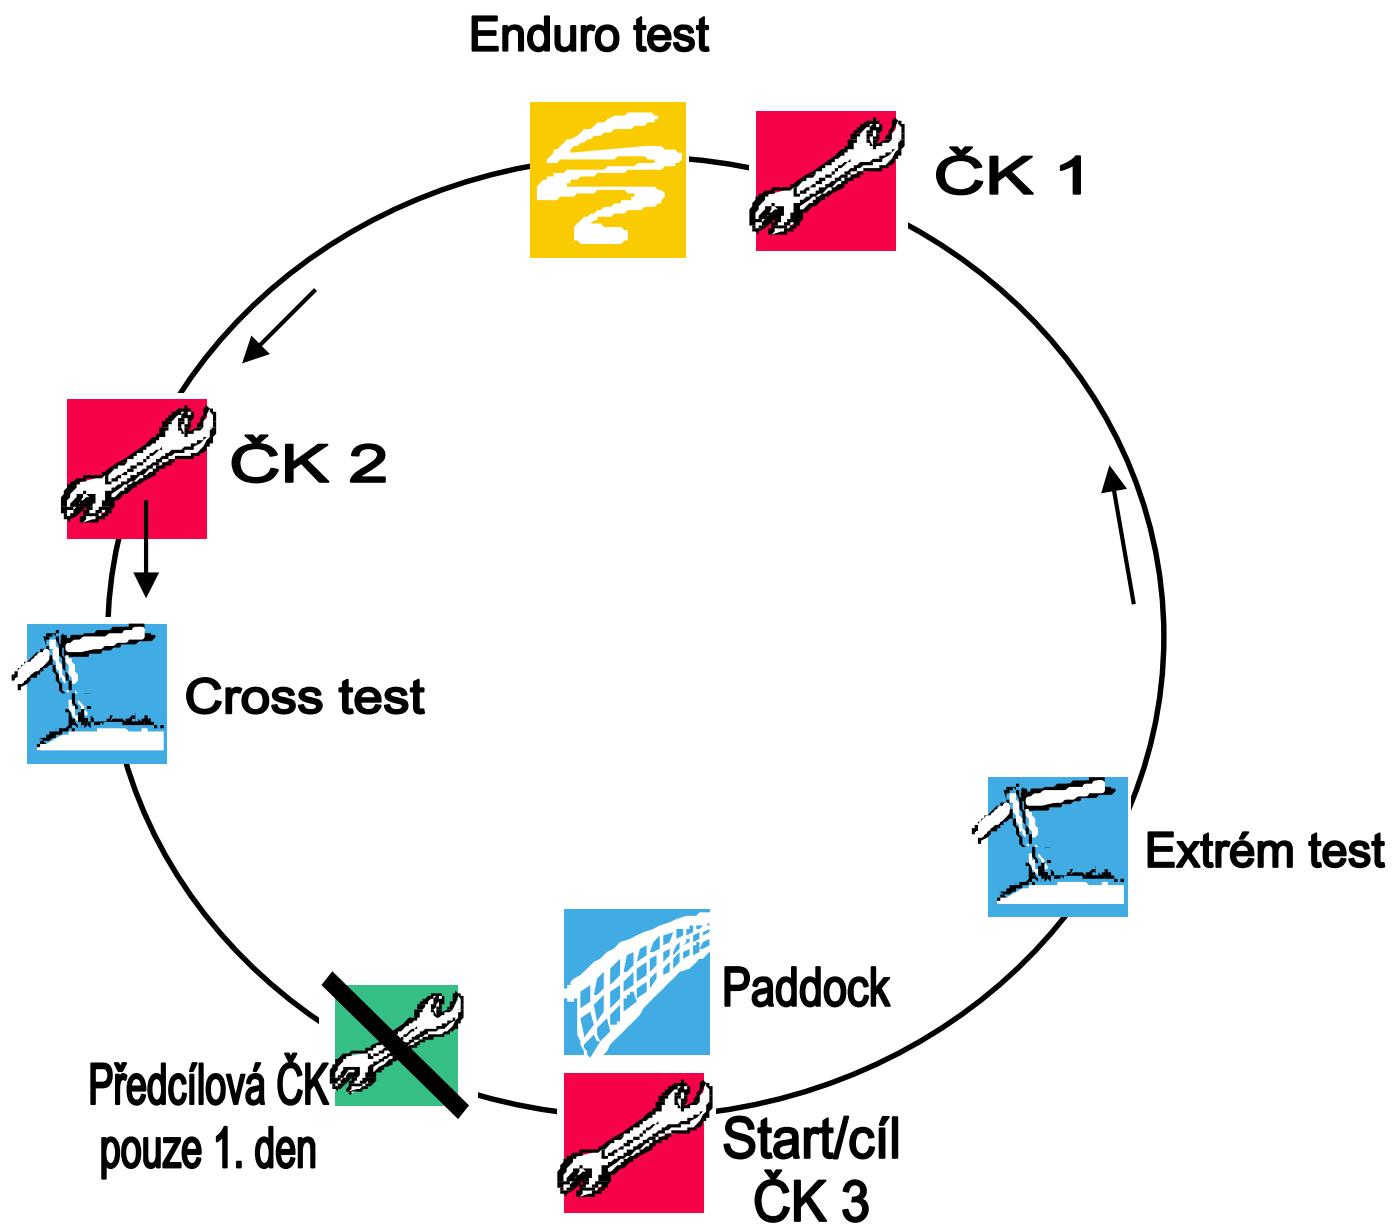 Enduro test
ČK 1
ČK 2
Cross test
Extrém test
Paddock
Předcílová ČK
pouze 1. den
Start/cíl
ČK 3